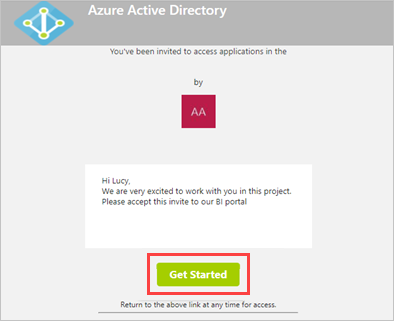 Azure Active Directory
You've been invited to access applications in the
by
AA
Hi Lucy,
We are very excited to work with you in this project.
Please accept this invite to our BI portal
Get Started
Return to the above link at any time for access.